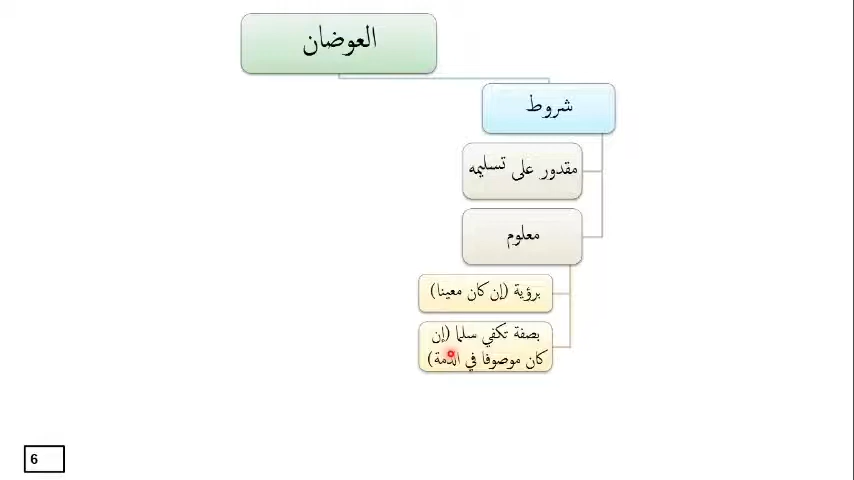 العوضان
شروط
مقدور على تسليمه
معلوم
برؤية (إن كان معينا)
بصفة تكفي سلما (إن
كان موصوفا في الذمة)
6